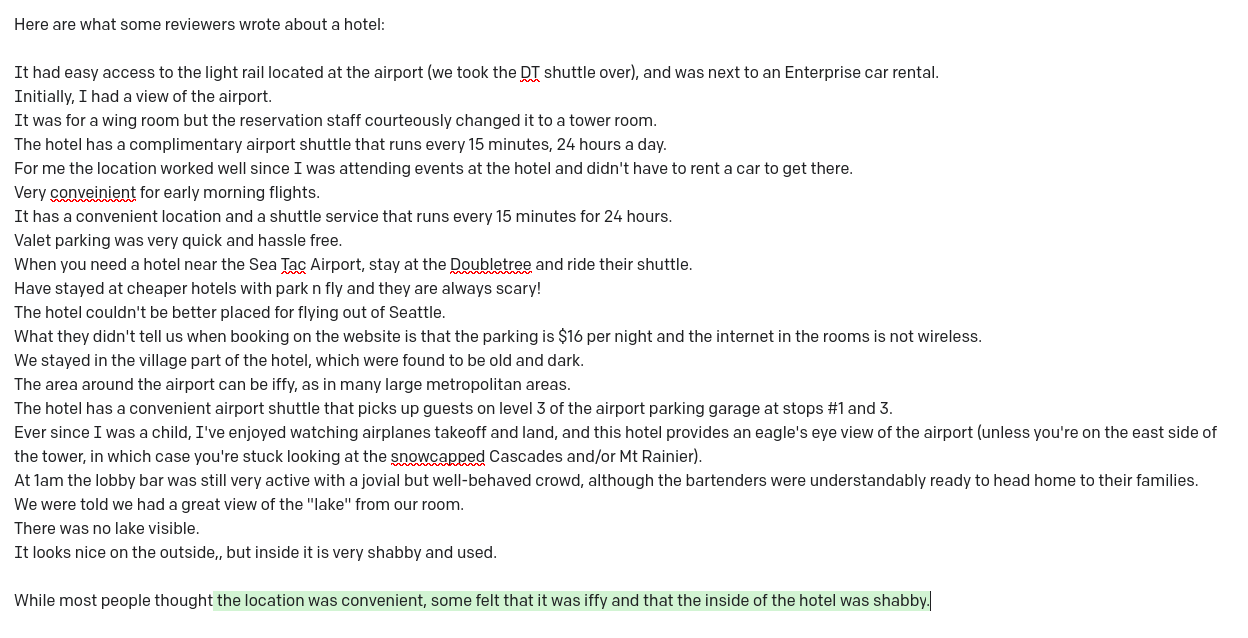 Here are what some reviewers wrote about a hotel:
It had easy access to the light rail located at the airport (we took the DT shuttle over), and was next to an Enterprise car rental.
Initially, I had a view of the airport.
It was for a wing room but the reservation staff courteously changed it to a tower room.
The hotel has a complimentary airport shuttle that runs every 15 minutes, 24 hours a day.
For me the location worked well since I was attending events at the hotel and didn't have to rent a car to get there.
Very conveinient for early morning flights.
It has a convenient location and a shuttle service that runs every 15 minutes for 24 hours.
Valet parking was very quick and hassle free.
When you need a hotel near the Sea Tac Airport, stay at the Doubletree and ride their shuttle.
Have stayed at cheaper hotels with park n fly and they are always scary!
The hotel couldn't be better placed for flying out of Seattle.
What they didn't tell us when booking on the website is that the parking is $16 per night and the internet in the rooms is not wireless.
We stayed in the village part of the hotel, which were found to be old and dark.
The area around the airport can be iffy, as in many large metropolitan areas.
The hotel has a convenient airport shuttle that picks up guests on level 3 of the airport parking garage at stops #1 and 3.
Ever since I was a child, I've enjoyed watching airplanes takeoff and land, and this hotel provides an eagle's eye view of the airport (unless you're on the east side of
the tower, in which case you're stuck looking at the snowcapped Cascades and/or Mt Rainier).
At 1am the lobby bar was still very active with a jovial but well-behaved crowd, although the bartenders were understandably ready to head home to their families.
We were told we had a great view of the "lake" from our room.
There was no lake visible.
It looks nice on the outside,, but inside it is very shabby and used.
While most people thought the location was convenient, some felt that it was iffy and that the inside of the hotel was shabby.